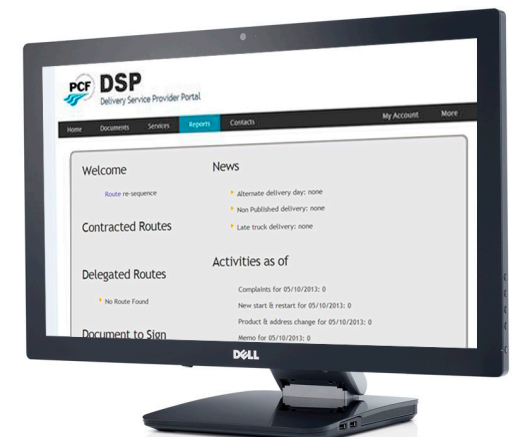 PCF DSP
Delivery Service Provider Portal
Home Documents Services Reports Contacts My Account More
Welcome
Route re-sequence
Contracted Routes
Delegated Routes
No Route Found
Document to Sign
News
Alternate delivery day: none
Non Published delivery: none
Late truck delivery: none
Activities as of
Complaints for 05/10/2013: 0
New start & restart for 05/10/2013: 0
Product & address change for 05/10/2013: 0
Memo for 05/10/2013: 0
DELL